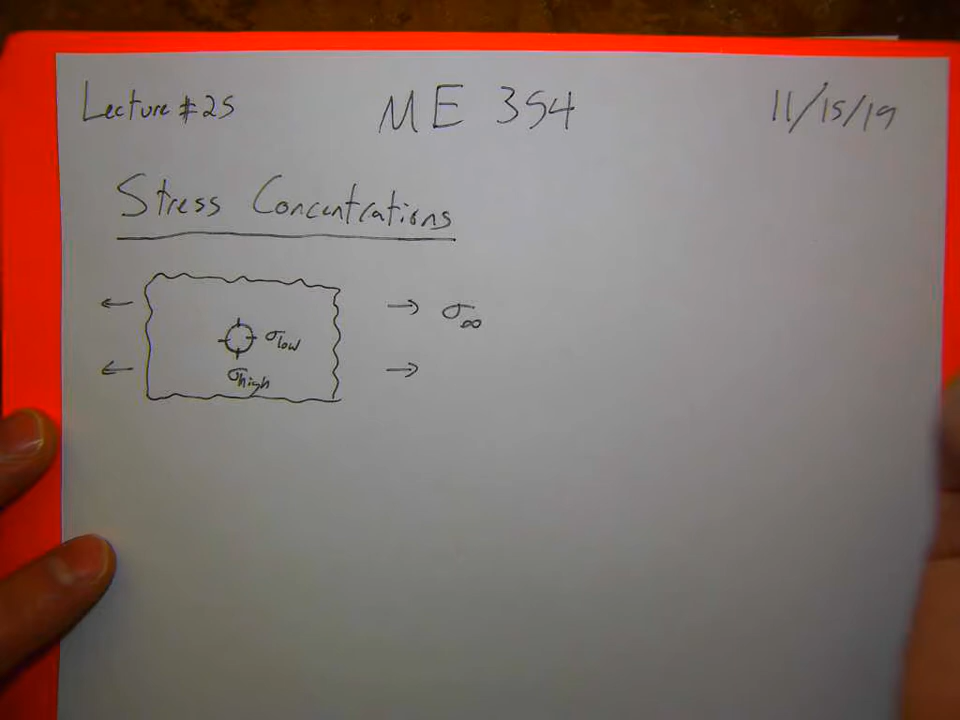 Lecture #25 ME 354 11/15/19
Stress Concentrations
σ∞
σlow
σhigh